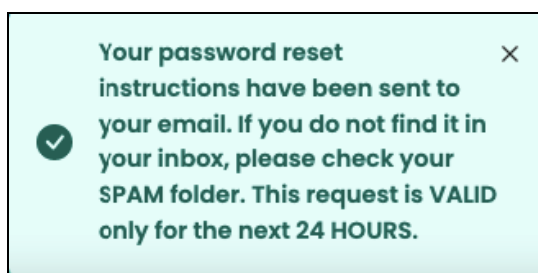 Your password reset
instructions have been sent to
your email. If you do not find it in
your inbox, please check your
SPAM folder. This request is VALID
only for the next 24 HOURS.